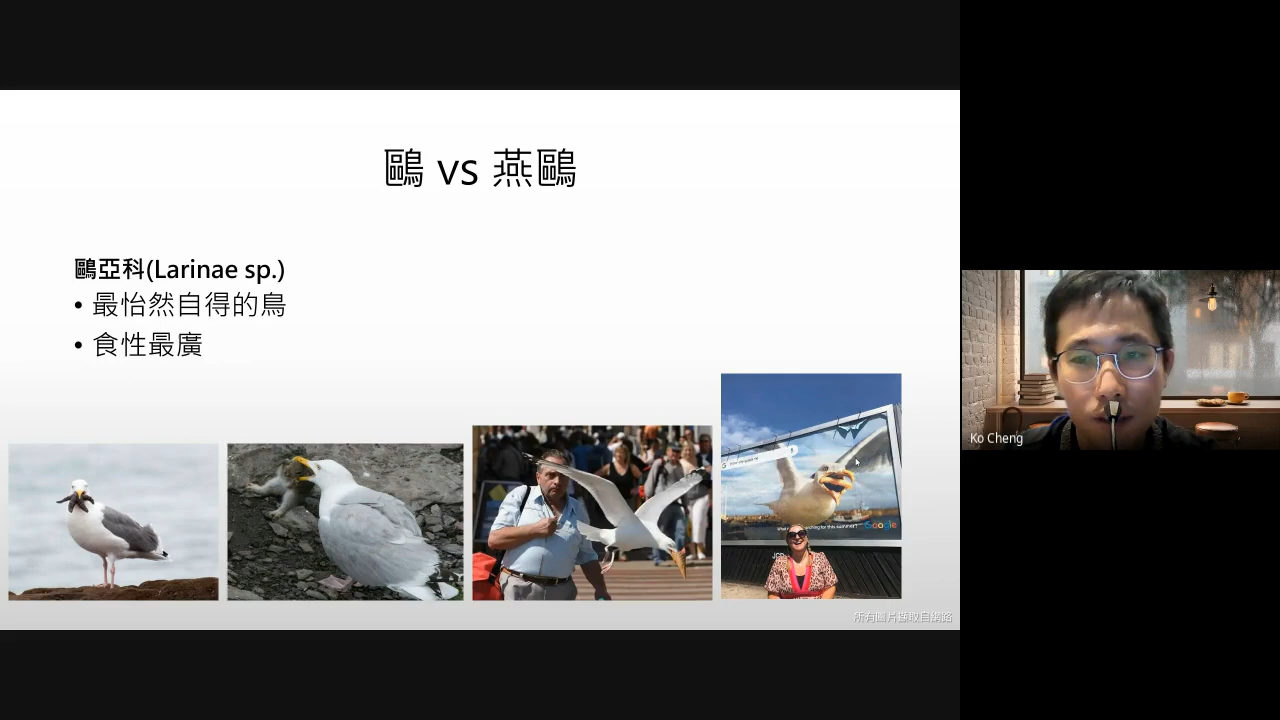 鷗 vs 燕鷗
鷗亞科(Larinae sp.)
• 最怡然自得的鳥
• 食性最廣
Google
所有圖片擷取自網路
Ko Cheng